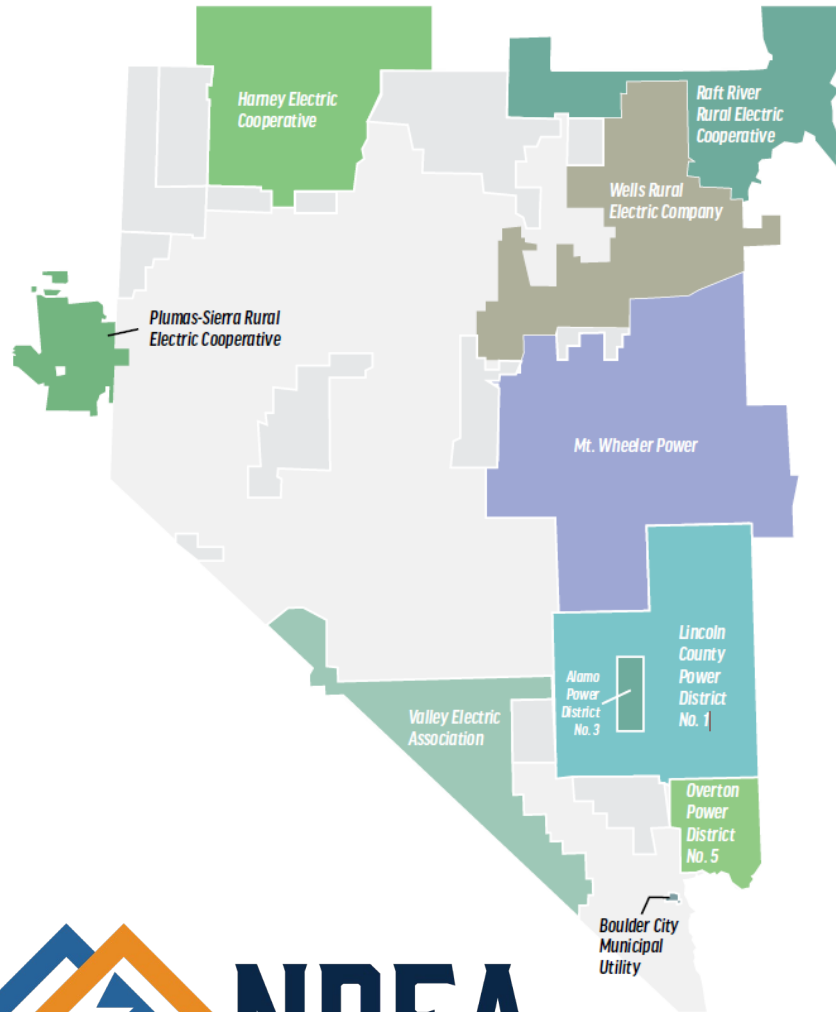 Harney Electric
Cooperative
Raft River
Rural Electric
Cooperative
Wells Rural
Electric Company
Plumas-Sierra Rural
Electric Cooperative
Mt. Wheeler Power
Lincoln
County
Power
District
No. 1
Alamo
Power
District
No. 3
Valley Electric
Association
Overton
Power
District
No. 5
Boulder City
Municipal
Utility
NREA